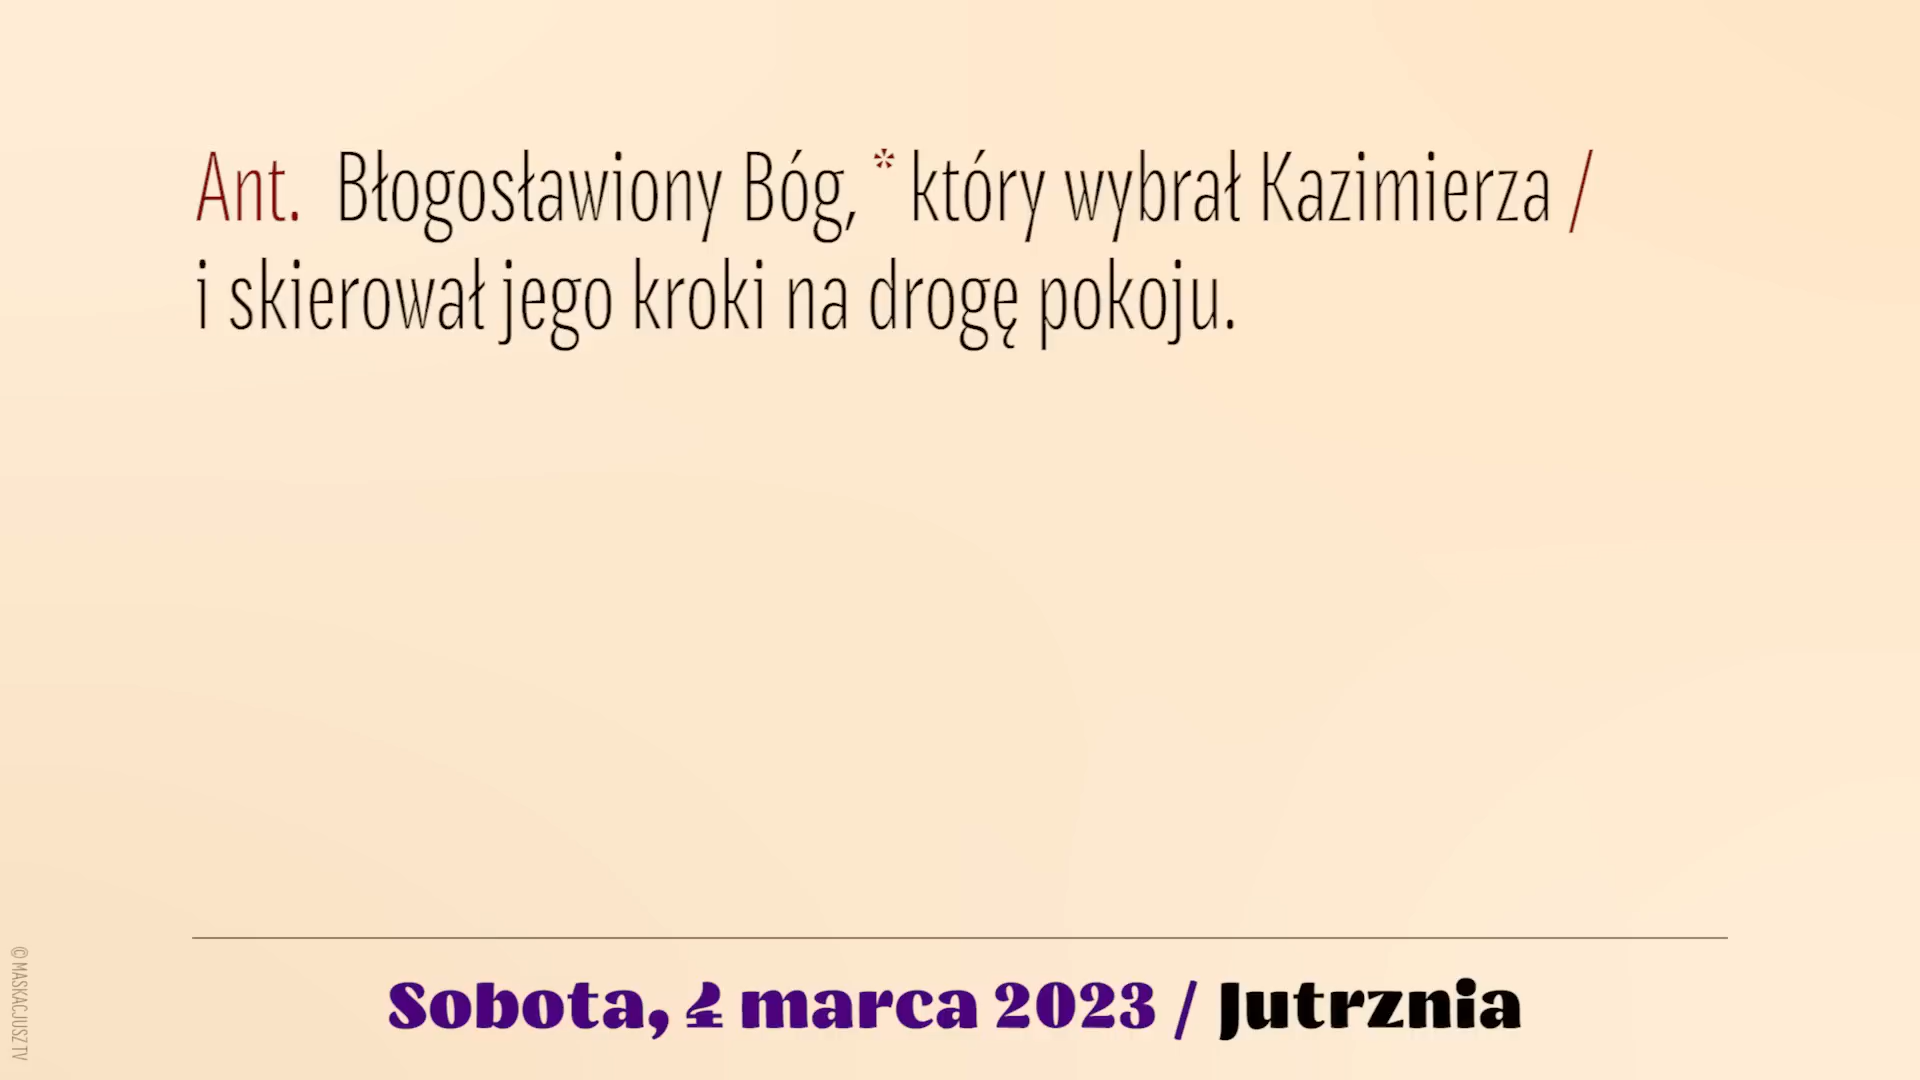 Ant. Błogosławiony Bóg, * który wybrał Kazimierza /
i skierował jego kroki na drogę pokoju.
Sobota, 4 marca 2023 / Jutrznia
© MASKACJUSZ TV